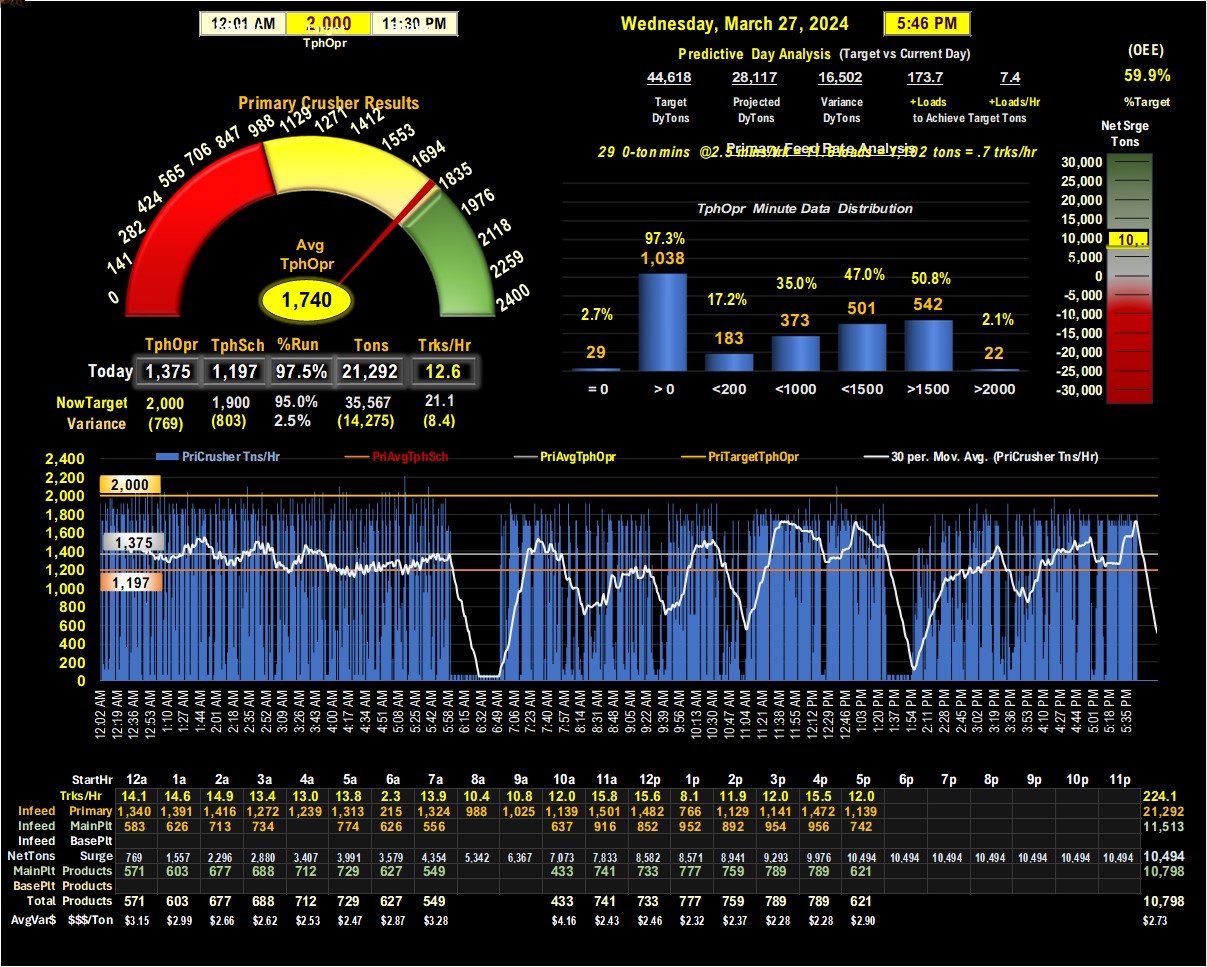 12:01 AM 2,000 11:30 PM
TphOpr
Wednesday, March 27, 2024 5:46 PM
Predictive Day Analysis (Target vs Current Day)
44,618 28,117 16,502 173.7 7.4
Target Projected Variance +Loads +Loads/Hr
DyTons DyTons DyTons to Achieve Target Tons
(OEE)
59.9%
%Target
Primary Crusher Results
0 141 282 424 565 706 847 988 1129 1271 1412 1553 1694 1835 1976 2118 2259 2400
Avg
TphOpr
1,740
Primary Feed Rate Analysis
29 0-ton mins @2.5 mins/trk = 11.6 loads = 1,102 tons = .7 trks/hr
TphOpr Minute Data Distribution
2.7% 97.3% 17.2% 35.0% 47.0% 50.8% 2.1%
29 1,038 183 373 501 542 22
= 0 > 0 <200 <1000 <1500 >1500 >2000
Net Srge
Tons
30,000
25,000
20,000
15,000
10,000
5,000
0
-5,000
-10,000
-15,000
-20,000
-25,000
-30,000
10,..
TphOpr TphSch %Run Tons Trks/Hr
Today 1,375 1,197 97.5% 21,292 12.6
NowTarget 2,000 1,900 95.0% 35,567 21.1
Variance (769) (803) 2.5% (14,275) (8.4)
PriCrusher Tns/Hr PriAvgTphSch PriAvgTphOpr PriTargetTphOpr 30 per. Mov. Avg. (PriCrusher Tns/Hr)
2,400
2,200
2,000
1,800
1,600
1,400
1,200
1,000
800
600
400
200
0
2,000
1,375
1,197
12:02 AM 12:19 AM 12:36 AM 12:53 AM 1:10 AM 1:27 AM 1:44 AM 2:01 AM 2:18 AM 2:35 AM 2:52 AM 3:09 AM 3:26 AM 3:43 AM 4:00 AM 4:17 AM 4:34 AM 4:51 AM 5:08 AM 5:25 AM 5:42 AM 5:58 AM 6:15 AM 6:32 AM 6:49 AM 7:06 AM 7:23 AM 7:40 AM 7:57 AM 8:14 AM 8:31 AM 8:48 AM 9:05 AM 9:22 AM 9:39 AM 9:56 AM 10:13 AM 10:30 AM 10:47 AM 11:04 AM 11:21 AM 11:38 AM 11:55 AM 12:12 PM 12:29 PM 12:46 PM 1:03 PM 1:20 PM 1:37 PM 1:54 PM 2:11 PM 2:28 PM 2:45 PM 3:02 PM 3:19 PM 3:36 PM 3:53 PM 4:10 PM 4:27 PM 4:44 PM 5:01 PM 5:18 PM 5:35 PM
StartHr 12a 1a 2a 3a 4a 5a 6a 7a 8a 9a 10a 11a 12p 1p 2p 3p 4p 5p 6p 7p 8p 9p 10p 11p
Trks/Hr 14.1 14.6 14.9 13.4 13.0 13.8 2.3 13.9 10.4 10.8 12.0 15.8 15.6 8.1 11.9 12.0 15.5 12.0 224.1
Infeed Primary 1,340 1,391 1,416 1,272 1,239 1,313 215 1,324 988 1,025 1,139 1,501 1,482 766 1,129 1,141 1,472 1,139 21,292
Infeed MainPlt 583 626 713 734 774 626 556 637 916 852 952 892 954 956 742 11,513
Infeed BasePlt
NetTons Surge 769 1,557 2,296 2,880 3,407 3,991 3,579 4,354 5,342 6,367 7,073 7,833 8,582 8,571 8,941 9,293 9,976 10,494 10,494 10,494 10,494 10,494 10,494 10,494 10,494
MainPlt Products 571 603 677 688 712 729 627 549 433 741 733 777 759 789 789 621 10,798
BasePlt Products
Total Products 571 603 677 688 712 729 627 549 433 741 733 777 759 789 789 621 10,798
AvgVar$ $$$/Ton $3.15 $2.99 $2.66 $2.62 $2.53 $2.47 $2.87 $3.28 $4.16 $2.43 $2.46 $2.32 $2.37 $2.28 $2.28 $2.90 $2.73